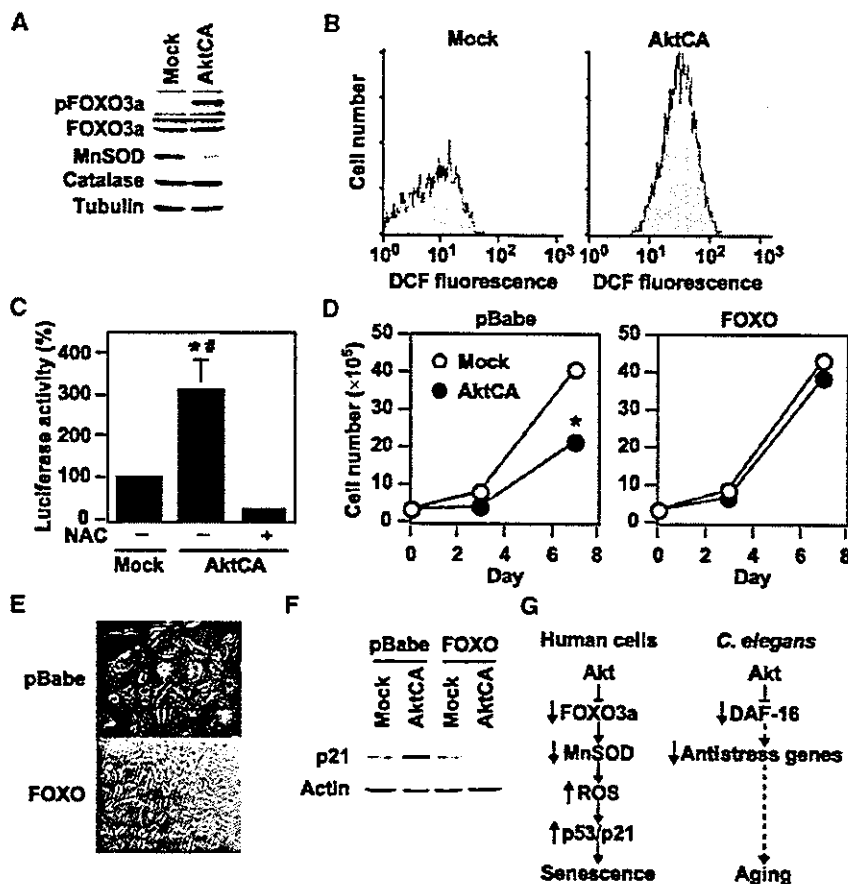 A
Mock
AktCA
pFOXO3a
FOXO3a
MnSOD
Catalase
Tubulin
B
Mock
AktCA
Cell number
10⁰ 10¹ 10² 10³
10⁰ 10¹ 10² 10³
DCF fluorescence
DCF fluorescence
C
Luciferase activity (%)
400
300
200
100
0
*#
NAC − − +
Mock AktCA
D
pBabe
FOXO
Cell number (×10⁵)
50
40
30
20
10
0
Mock
AktCA
*
0 2 4 6 8
Day
50
40
30
20
10
0
0 2 4 6 8
Day
E
pBabe
FOXO
F
pBabe FOXO
Mock
AktCA
Mock
AktCA
p21
Actin
G
Human cells
Akt
↓FOXO3a
↓MnSOD
↑ROS
↑p53/p21
Senescence
C. elegans
Akt
↓DAF-16
↓Antistress genes
Aging